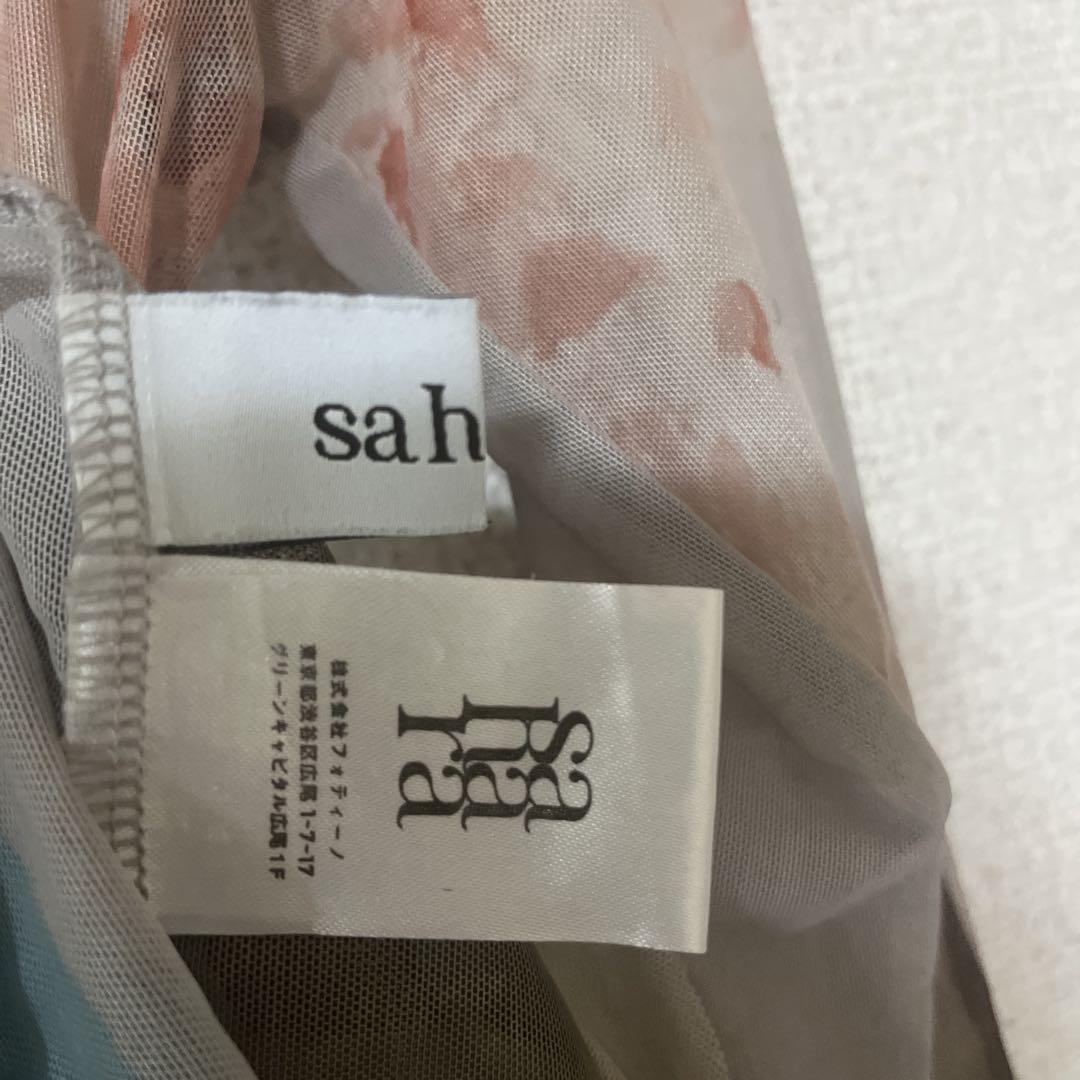 sah
sa
ha
ra
株式会社フォティーノ
東京都渋谷区広尾1-7-17
グリーンキャピタル広尾1F